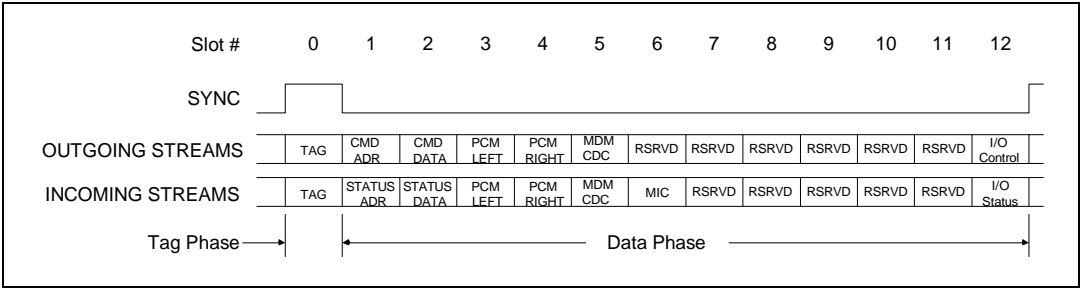 Slot # 0 1 2 3 4 5 6 7 8 9 10 11 12
SYNC
OUTGOING STREAMS TAG CMD ADR CMD DATA PCM LEFT PCM RIGHT MDM CDC RSRVD RSRVD RSRVD RSRVD RSRVD RSRVD I/O Control
INCOMING STREAMS TAG STATUS ADR STATUS DATA PCM LEFT PCM RIGHT MDM CDC MIC RSRVD RSRVD RSRVD RSRVD RSRVD I/O Status
Tag Phase Data Phase